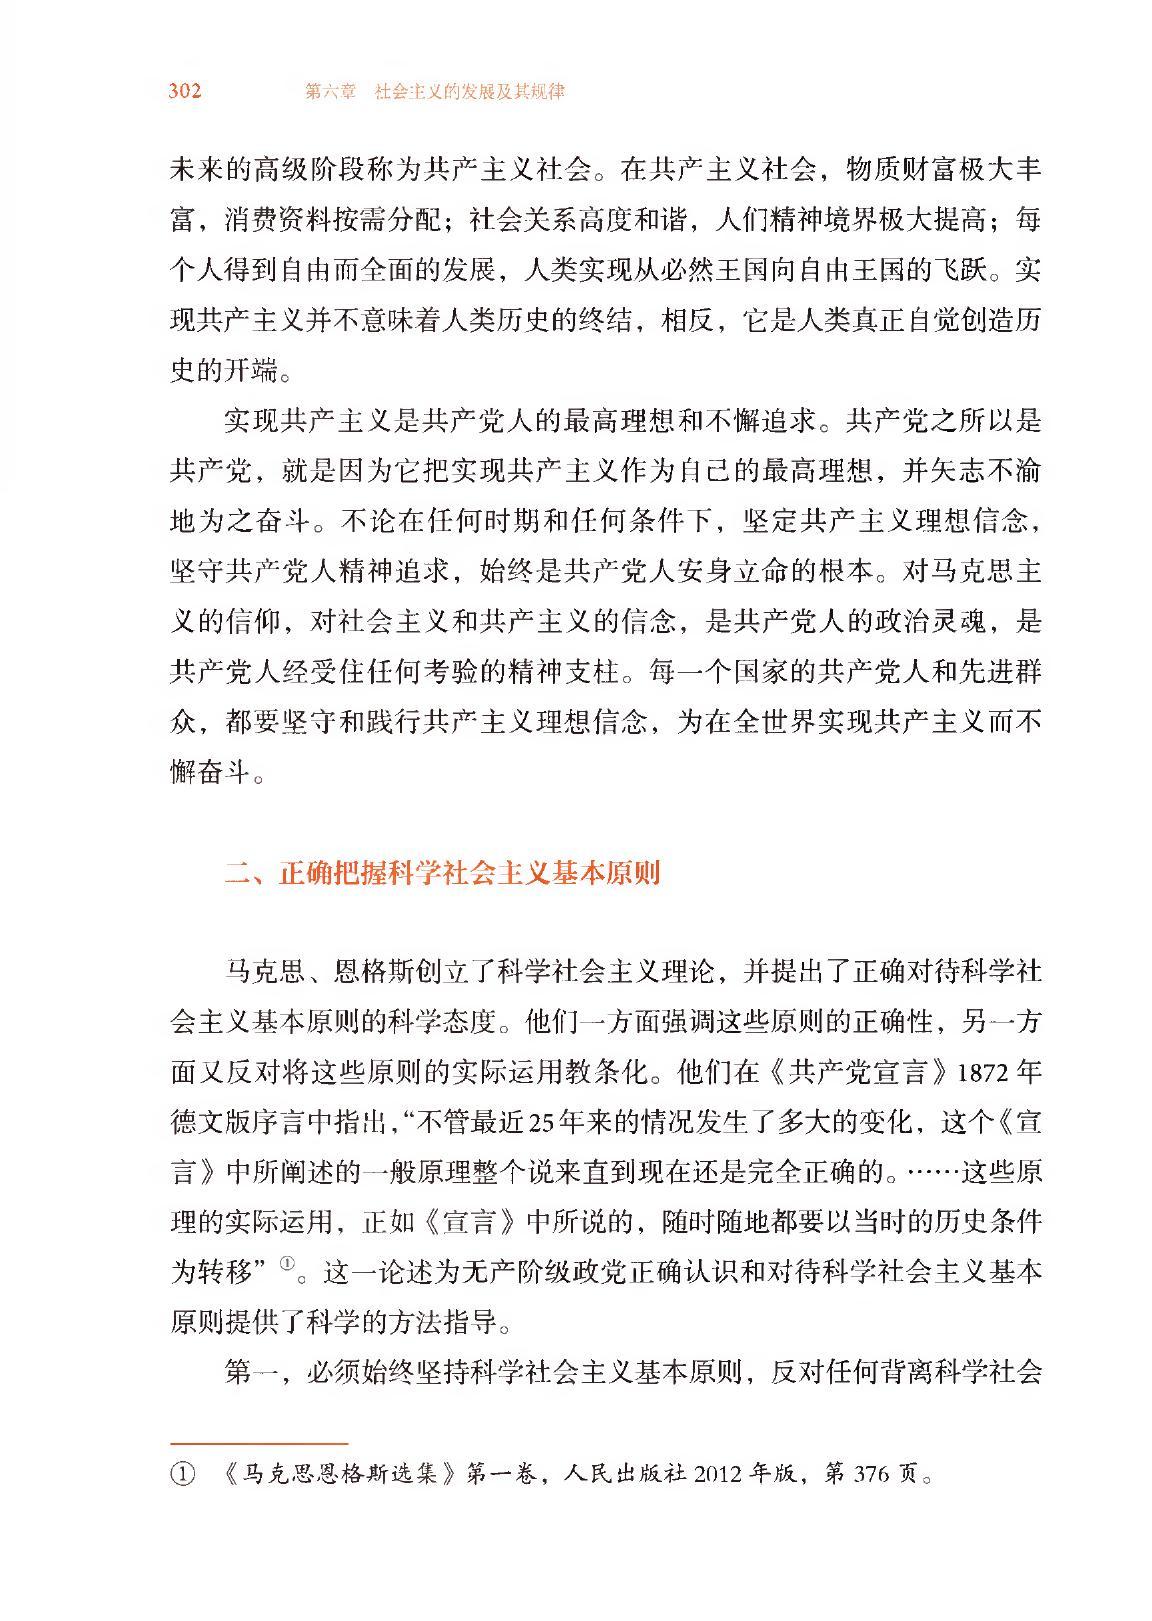 302 第六章 社会主义的发展及其规律
未来的高级阶段称为共产主义社会。在共产主义社会，物质财富极大丰
富，消费资料按需分配；社会关系高度和谐，人们精神境界极大提高；每
个人得到自由而全面的发展，人类实现从必然王国向自由王国的飞跃。实
现共产主义并不意味着人类历史的终结，相反，它是人类真正自觉创造历
史的开端。
实现共产主义是共产党人的最高理想和不懈追求。共产党之所以是
共产党，就是因为它把实现共产主义作为自己的最高理想，并矢志不渝
地为之奋斗。不论在任何时期和任何条件下，坚定共产主义理想信念，
坚守共产党人精神追求，始终是共产党人安身立命的根本。对马克思主
义的信仰，对社会主义和共产主义的信念，是共产党人的政治灵魂，是
共产党人经受住任何考验的精神支柱。每一个国家的共产党人和先进群
众，都要坚守和践行共产主义理想信念，为在全世界实现共产主义而不
懈奋斗。
二、正确把握科学社会主义基本原则
马克思、恩格斯创立了科学社会主义理论，并提出了正确对待科学社
会主义基本原则的科学态度。他们一方面强调这些原则的正确性，另一方
面又反对将这些原则的实际运用教条化。他们在《共产党宣言》1872 年
德文版序言中指出，“不管最近 25 年来的情况发生了多大的变化，这个《宣
言》中所阐述的一般原理整个说来直到现在还是完全正确的。……这些原
理的实际运用，正如《宣言》中所说的，随时随地都要以当时的历史条件
为转移”①。这一论述为无产阶级政党正确认识和对待科学社会主义基本
原则提供了科学的方法指导。
第一，必须始终坚持科学社会主义基本原则，反对任何背离科学社会
① 《马克思恩格斯选集》第一卷，人民出版社 2012 年版，第 376 页。